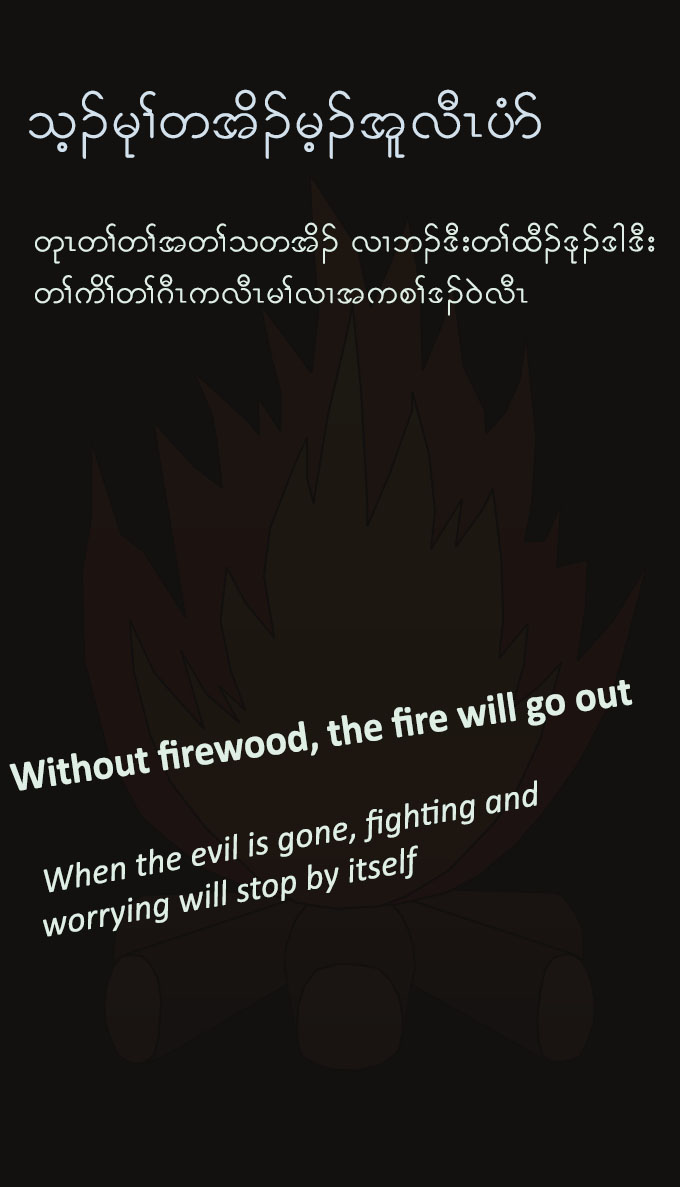 သ့ၣ်မုၢ်တအိၣ်မ့ၣ်အူလီၤပံာ်
တုၤတၢ်တၢ်အတၢ်သတအိၣ် လၢဘၣ်ဒီးတၢ်ထီၣ်ဒုၣ်ဒါဒီး
တၢ်ကိၢ်တၢ်ဂီၤကလီၤမၢ်လၢအကစၢ်ဒၣ်ဝဲလီၤ
Without firewood, the fire will go out
When the evil is gone, fighting and
worrying will stop by itself